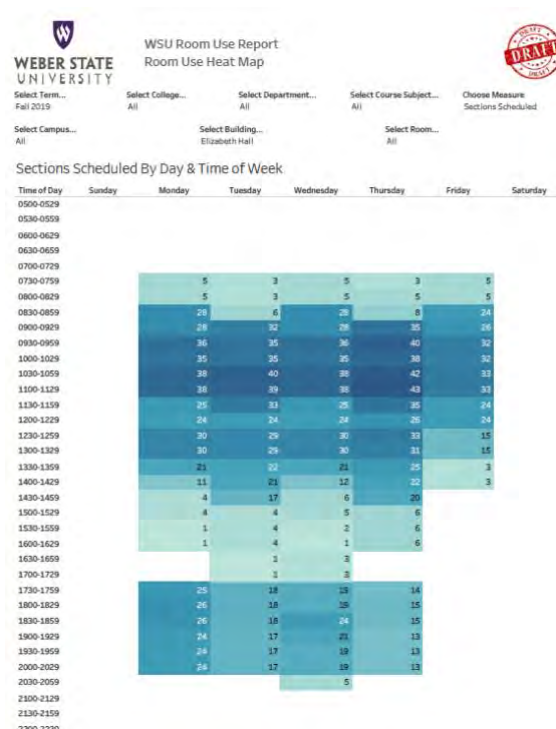 WEBER STATE
UNIVERSITY
WSU Room Use Report
Room Use Heat Map
DRAFT
DRAFT
DRAFT
Select Term... Select College... Select Department... Select Course Subject... Choose Measure
Fall 2019 All All All Sections Scheduled
Select Campus... Select Building... Select Room...
All Elizabeth Hall All
Sections Scheduled By Day & Time of Week
Time of Day Sunday Monday Tuesday Wednesday Thursday Friday Saturday
0500-0529
0530-0559
0600-0629
0630-0659
0700-0729
0730-0759 5 3 5 3 5
0800-0829 5 3 5 5 5
0830-0859 28 6 28 8 24
0900-0929 28 32 28 35 26
0930-0959 36 35 36 40 32
1000-1029 35 35 35 38 32
1030-1059 38 40 38 42 33
1100-1129 38 39 38 43 33
1130-1159 25 33 25 35 24
1200-1229 24 24 24 26 24
1230-1259 30 29 30 33 15
1300-1329 30 29 30 31 15
1330-1359 21 22 21 25 3
1400-1429 11 21 12 22 3
1430-1459 4 17 6 20
1500-1529 4 4 5 6
1530-1559 1 4 2 6
1600-1629 1 4 1 6
1630-1659 1 3
1700-1729 1 3
1730-1759 25 18 19 14
1800-1829 26 18 19 15
1830-1859 26 18 24 15
1900-1929 24 17 21 13
1930-1959 24 17 19 13
2000-2029 24 17 19 13
2030-2059 5
2100-2129
2130-2159